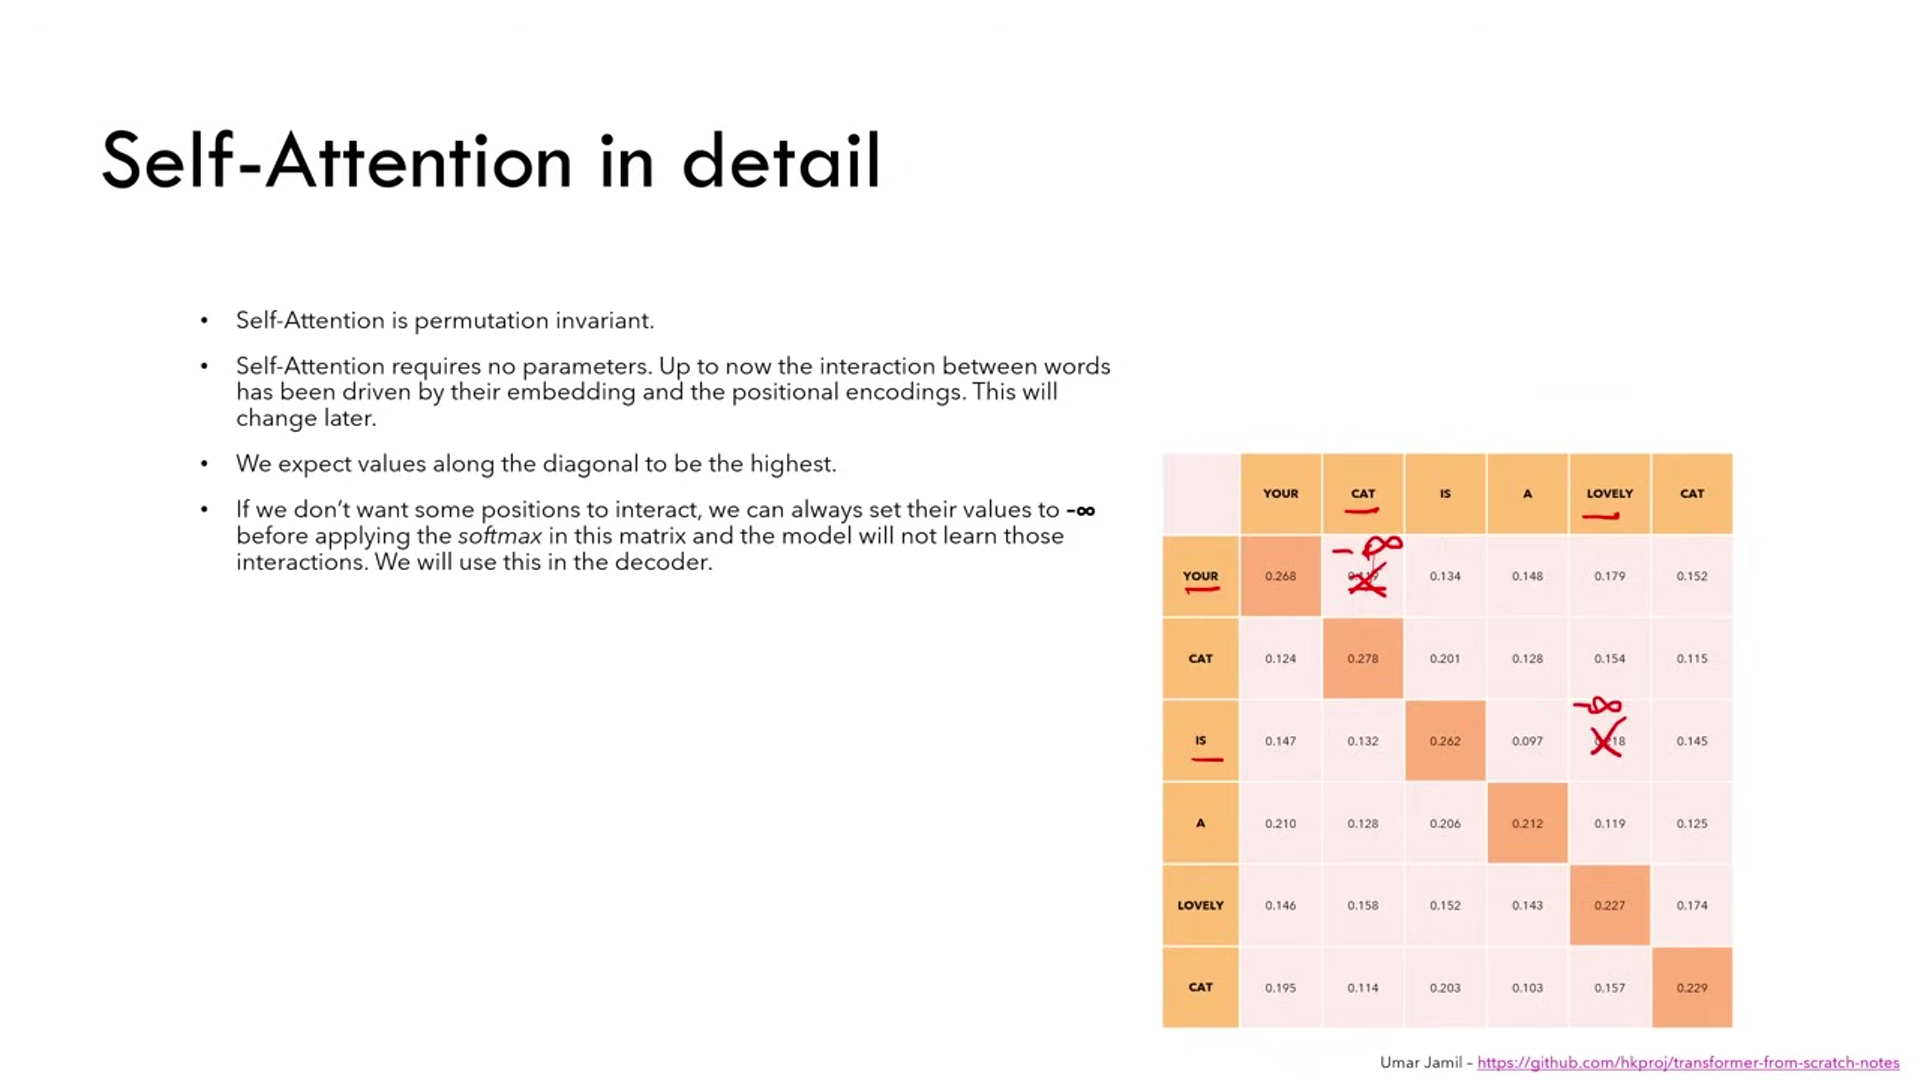 Self-Attention in detail
• Self-Attention is permutation invariant.
• Self-Attention requires no parameters. Up to now the interaction between words
has been driven by their embedding and the positional encodings. This will
change later.
• We expect values along the diagonal to be the highest.
• If we don’t want some positions to interact, we can always set their values to -∞
before applying the softmax in this matrix and the model will not learn those
interactions. We will use this in the decoder.
YOUR CAT IS A LOVELY CAT
-∞
YOUR 0.268 0.134 0.148 0.179 0.152
CAT 0.124 0.278 0.201 0.128 0.154 0.115
-∞
IS 0.147 0.132 0.262 0.097 0.145
A 0.210 0.128 0.206 0.212 0.119 0.125
LOVELY 0.146 0.158 0.152 0.143 0.227 0.174
CAT 0.195 0.114 0.203 0.103 0.157 0.229
Umar Jamil – https://github.com/hkproj/transformer-from-scratch-notes